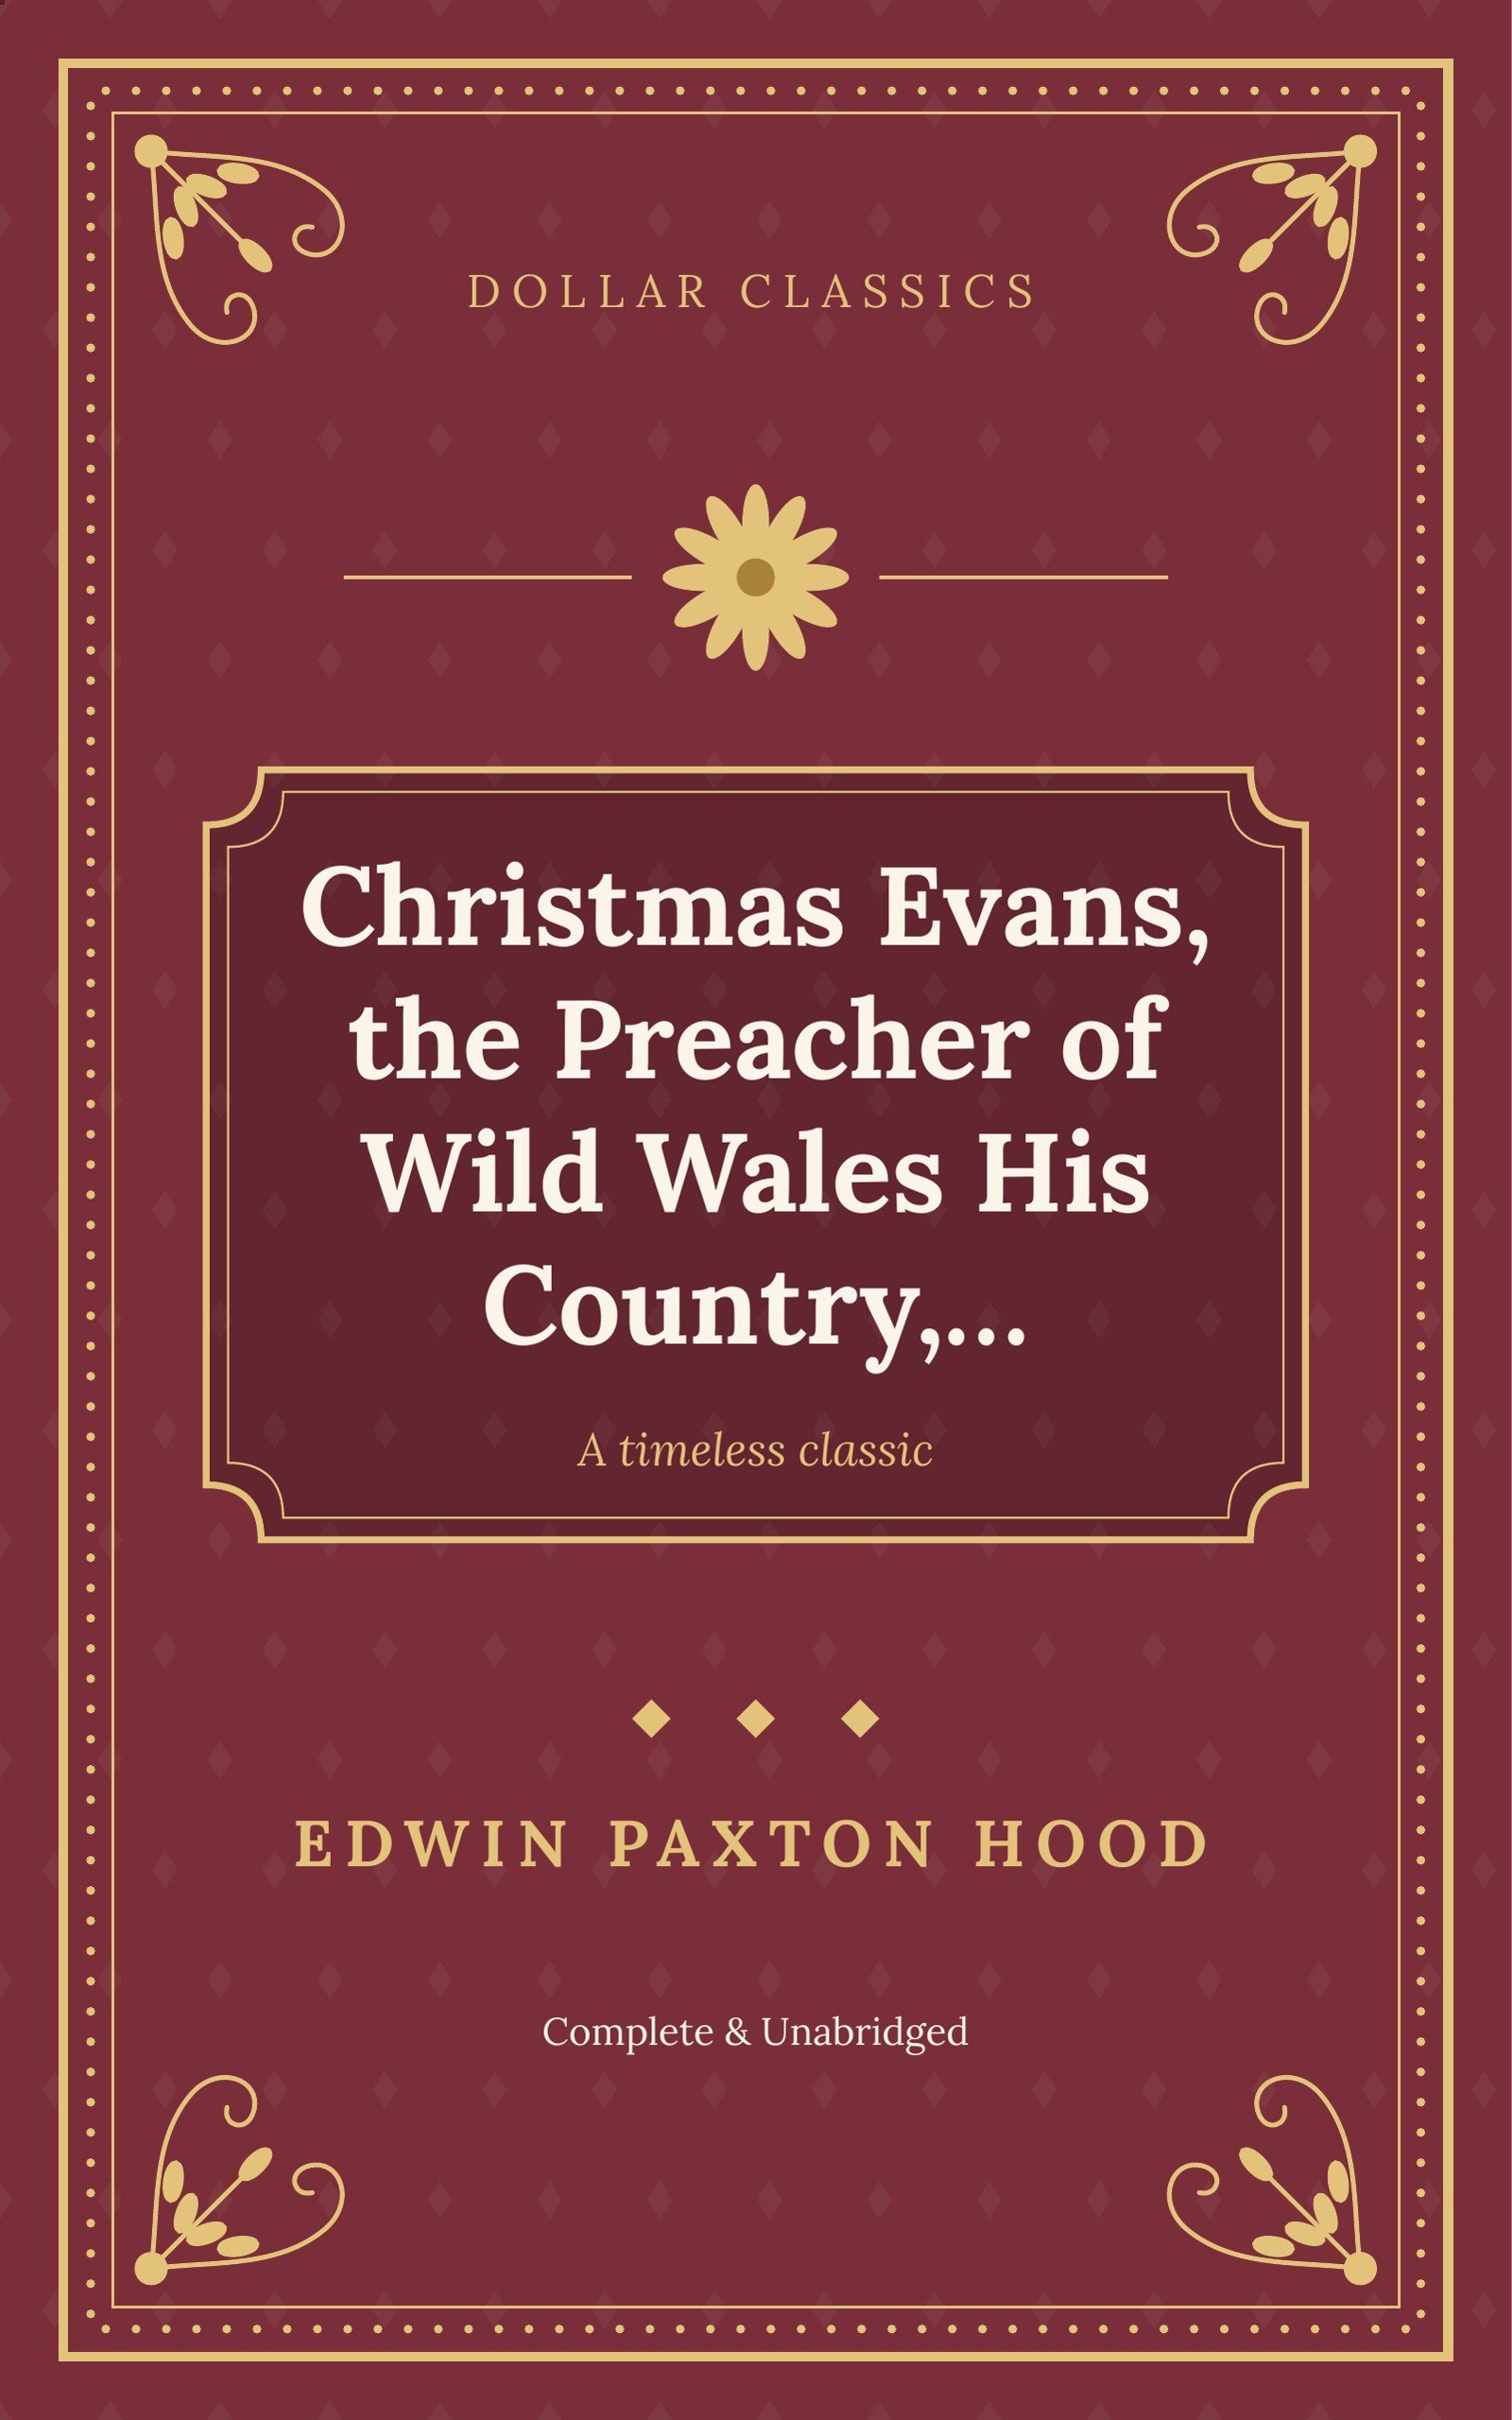 DOLLAR CLASSICS
Christmas Evans,
the Preacher of
Wild Wales His
Country,...
A timeless classic
EDWIN PAXTON HOOD
Complete & Unabridged